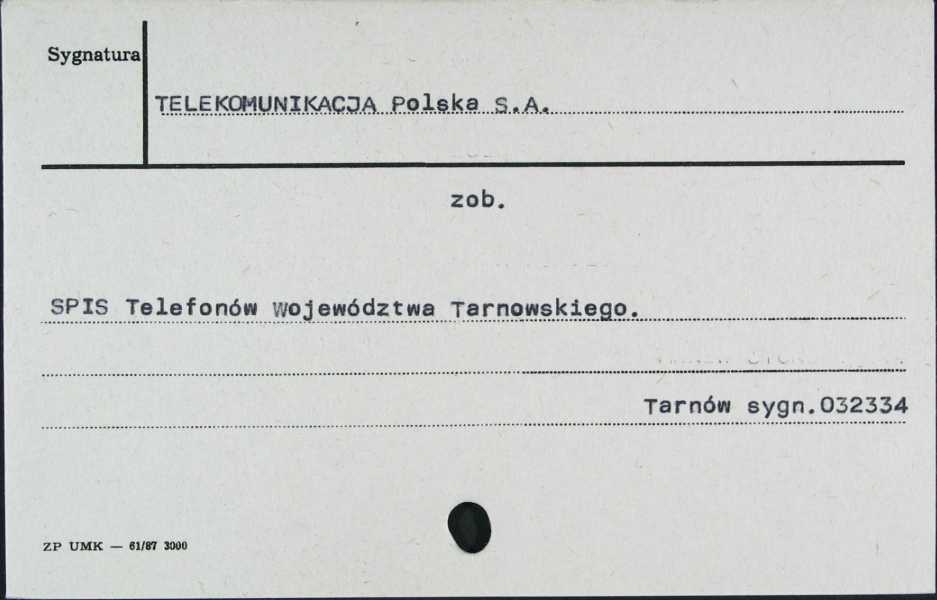 Sygnatura
TELEKOMUNIKACJA Polska S.A.
zob.
SPIS Telefonów Województwa Tarnowskiego.
Tarnów sygn.032334
ZP UMK — 61/87 3000